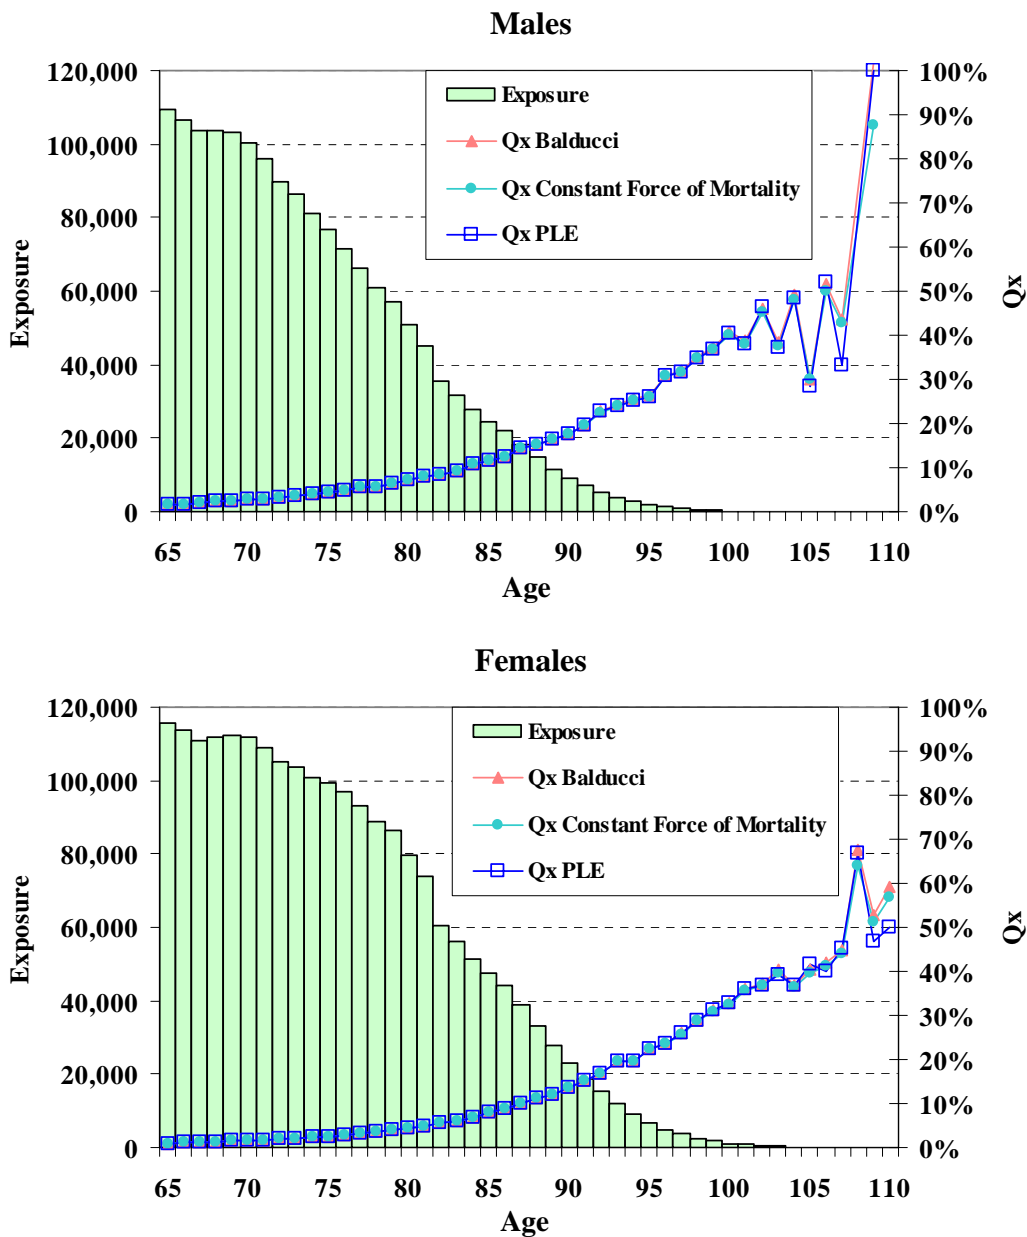 Males
120,000
100,000
80,000
60,000
40,000
20,000
0
Exposure
Exposure
Qx Balducci
Qx Constant Force of Mortality
Qx PLE
100%
90%
80%
70%
60%
50%
40%
30%
20%
10%
0%
Qx
65 70 75 80 85 90 95 100 105 110
Age
Females
120,000
100,000
80,000
60,000
40,000
20,000
0
Exposure
Exposure
Qx Balducci
Qx Constant Force of Mortality
Qx PLE
100%
90%
80%
70%
60%
50%
40%
30%
20%
10%
0%
Qx
65 70 75 80 85 90 95 100 105 110
Age